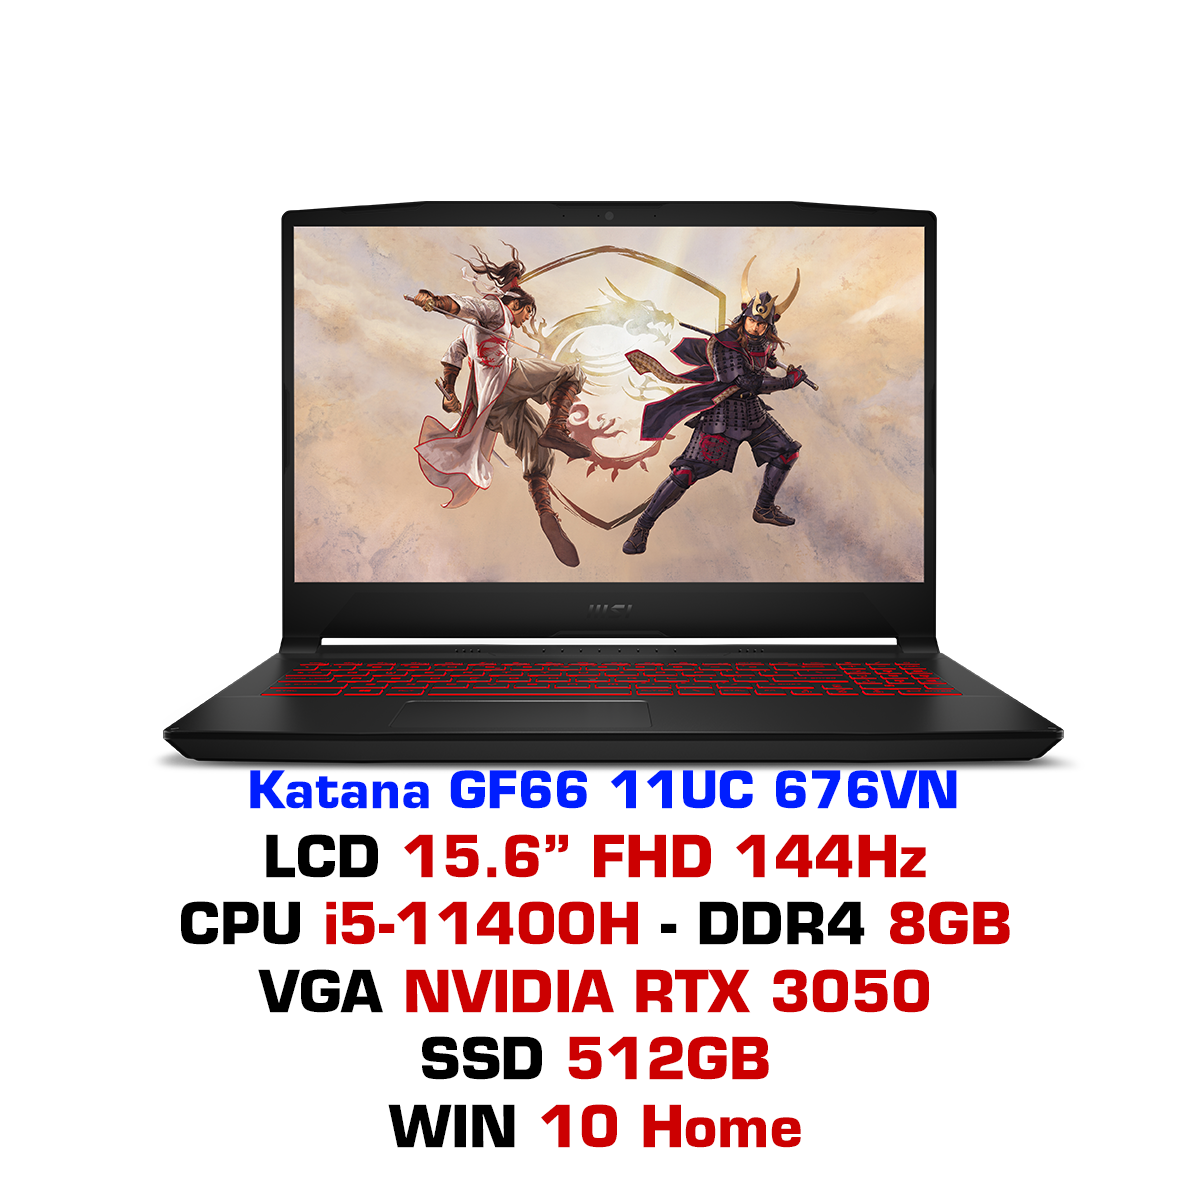 msi
Katana GF66 11UC 676VN
LCD 15.6” FHD 144Hz
CPU i5-11400H - DDR4 8GB
VGA NVIDIA RTX 3050
SSD 512GB
WIN 10 Home